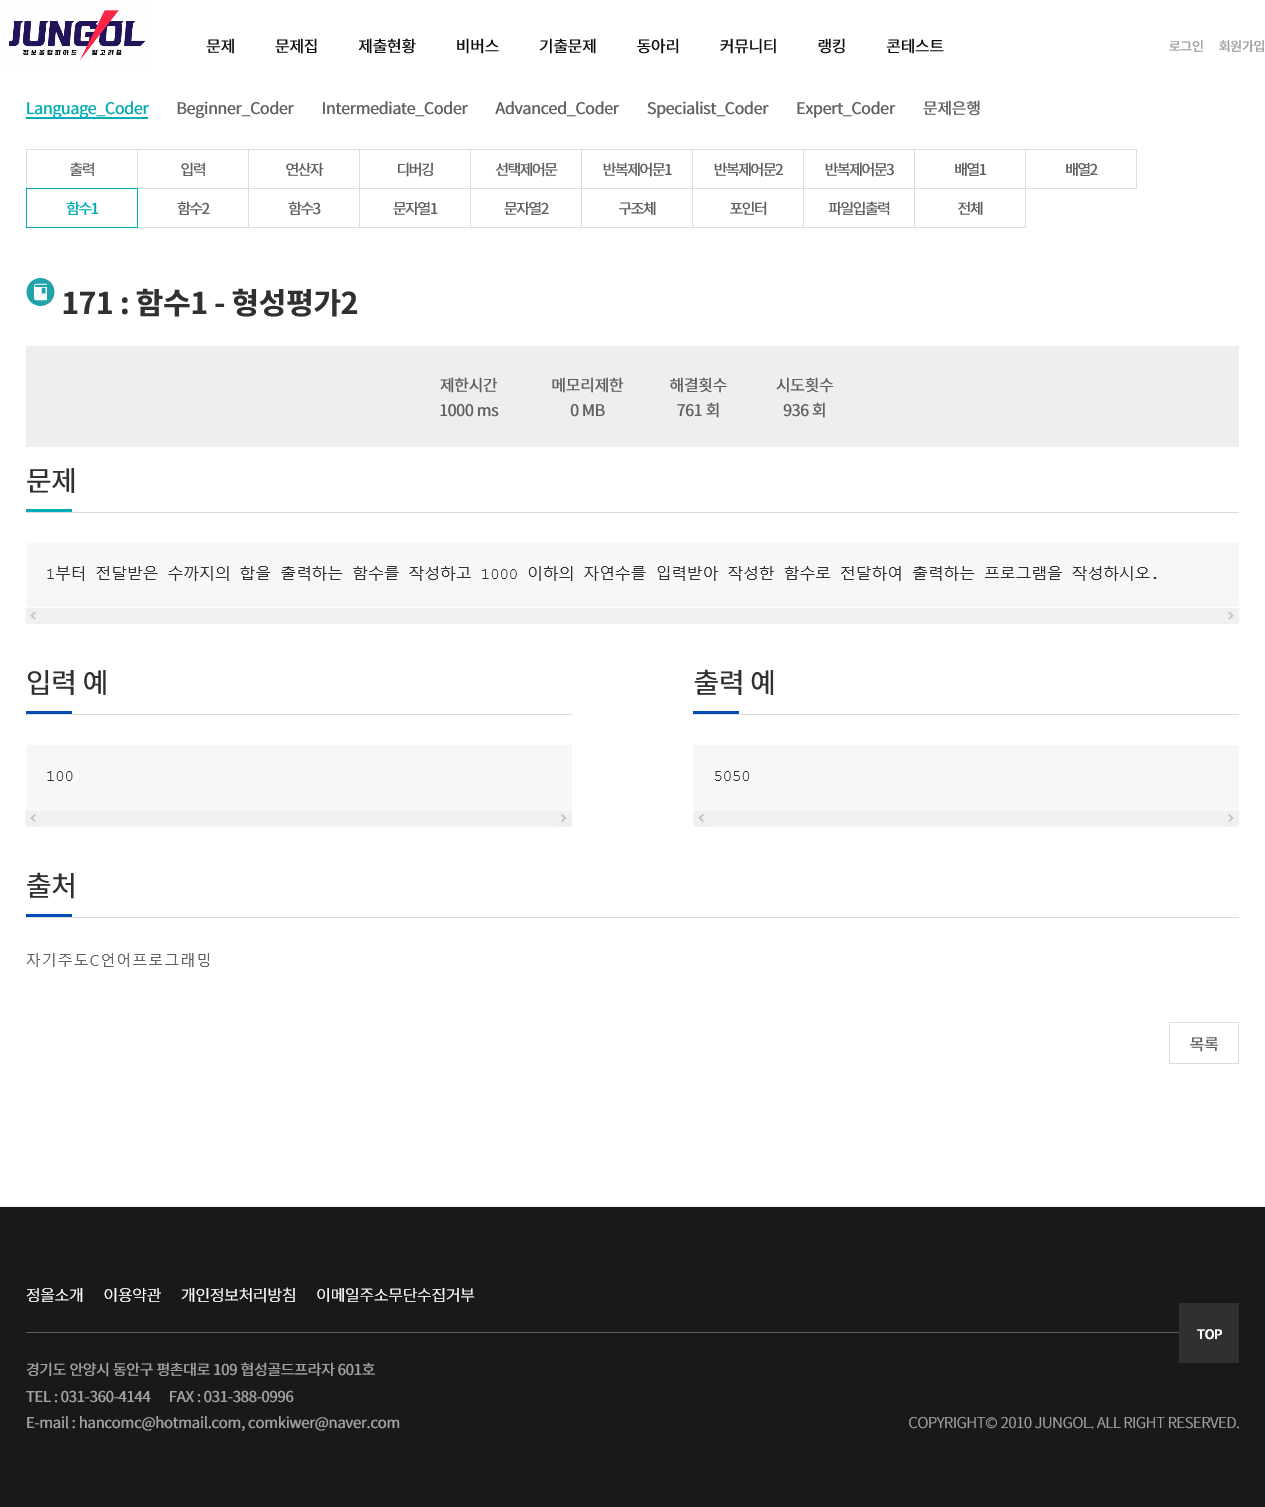 JUNGOL
정보올림피아드 알고리즘
문제 문제집 제출현황 비버스 기출문제 동아리 커뮤니티 랭킹 콘테스트 로그인 회원가입
Language_Coder Beginner_Coder Intermediate_Coder Advanced_Coder Specialist_Coder Expert_Coder 문제은행
출력 입력 연산자 디버깅 선택제어문 반복제어문1 반복제어문2 반복제어문3 배열1 배열2
함수1 함수2 함수3 문자열1 문자열2 구조체 포인터 파일입출력 전체
171 : 함수1 - 형성평가2
제한시간 메모리제한 해결횟수 시도횟수
1000 ms 0 MB 761 회 936 회
문제
1부터 전달받은 수까지의 합을 출력하는 함수를 작성하고 1000 이하의 자연수를 입력받아 작성한 함수로 전달하여 출력하는 프로그램을 작성하시오.
입력 예 출력 예
100 5050
출처
자기주도C언어프로그래밍
목록
정올소개 이용약관 개인정보처리방침 이메일주소무단수집거부
TOP
경기도 안양시 동안구 평촌대로 109 협성골드프라자 601호
TEL : 031-360-4144 FAX : 031-388-0996
E-mail : hancomc@hotmail.com, comkiwer@naver.com COPYRIGHT© 2010 JUNGOL. ALL RIGHT RESERVED.